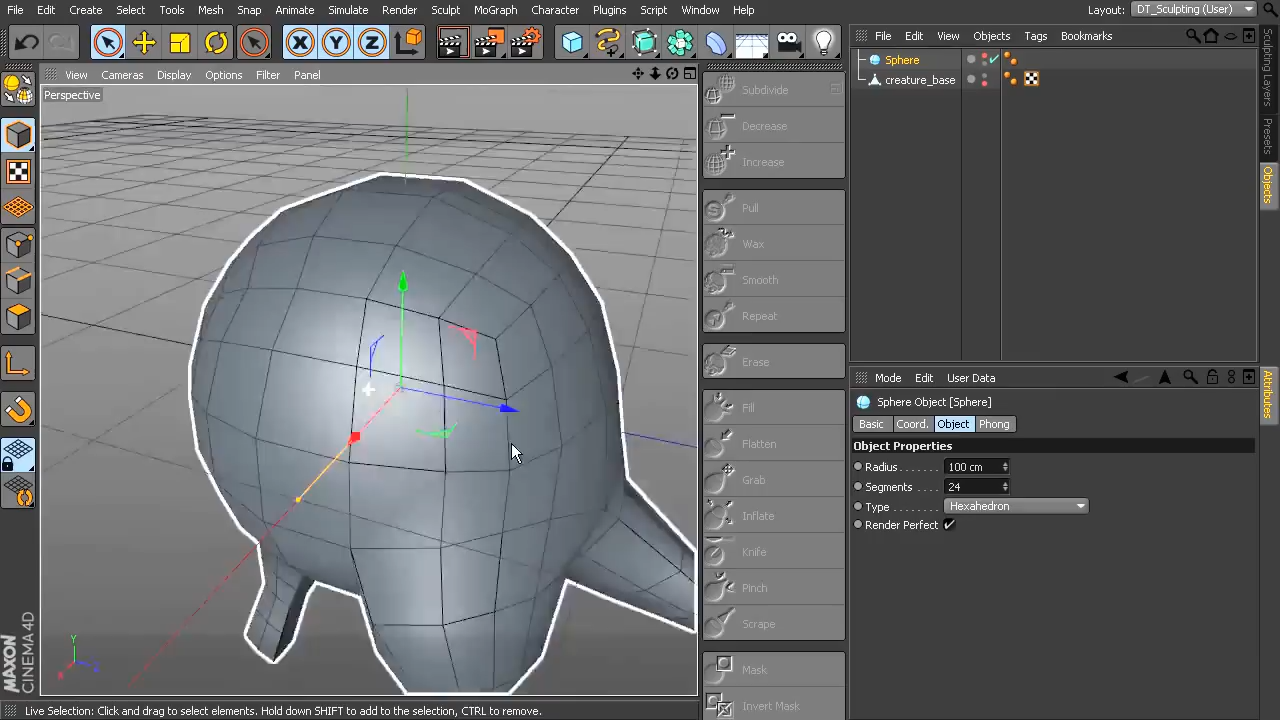 File Edit Create Select Tools Mesh Snap Animate Simulate Render Sculpt MoGraph Character Plugins Script Window Help
Layout: DT_Sculpting (User)
X Y Z
View Cameras Display Options Filter Panel
Perspective
Subdivide
Decrease
Increase
Pull
Wax
Smooth
Repeat
Erase
Fill
Flatten
Grab
Inflate
Knife
Pinch
Scrape
Mask
Invert Mask
File Edit View Objects Tags Bookmarks
Sphere
creature_base
Sculpting Layers
Presets
Objects
Attributes
Mode Edit User Data
Sphere Object [Sphere]
Basic Coord. Object Phong
Object Properties
Radius . . . . . . 100 cm
Segments . . . . 24
Type . . . . . . . Hexahedron
Render Perfect
Y
MAXON
CINEMA 4D
Live Selection: Click and drag to select elements. Hold down SHIFT to add to the selection, CTRL to remove.